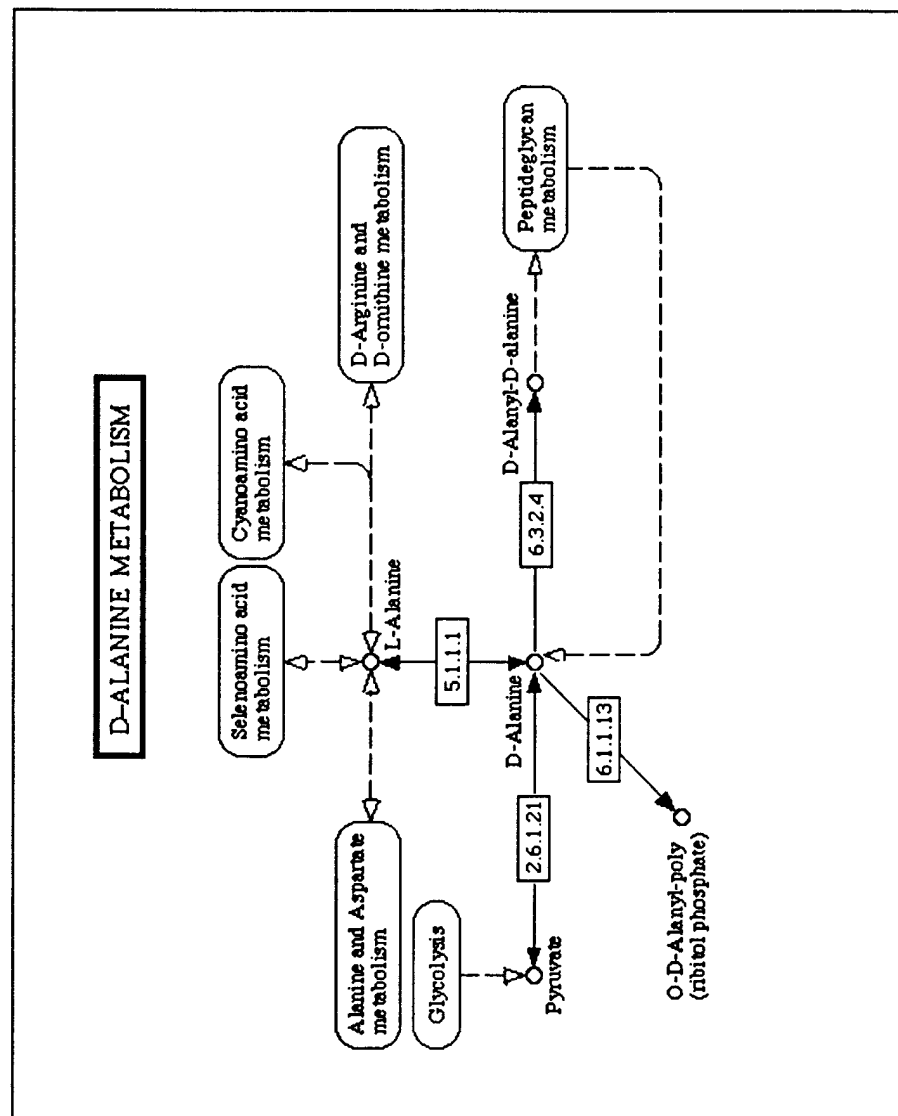 D-ALANINE METABOLISM
Selenoamino acid
metabolism
Cyanoamino acid
metabolism
Alanine and Aspartate
metabolism
L-Alanine
D-Arginine and
D-ornithine metabolism
Glycolysis
5.1.1.1
Pyruvate
2.6.1.21
D-Alanine
6.3.2.4
D-Alanyl-D-alanine
Peptideglycan
metabolism
6.1.1.13
O-D-Alanyl-poly
(ribitol phosphate)